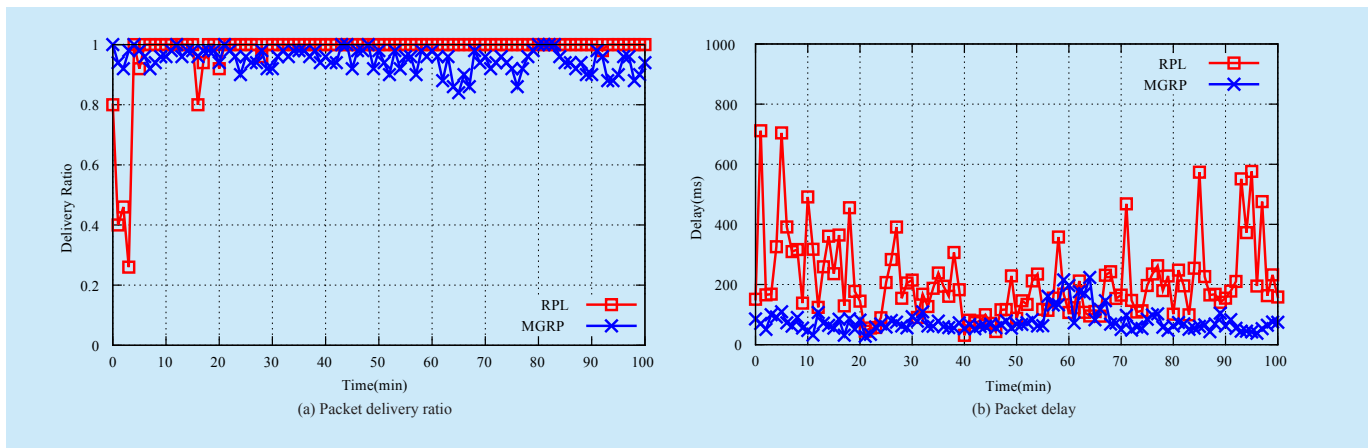 1
0.8
0.6
0.4
0.2
0
Delivery Ratio
RPL
MGRP
0 10 20 30 40 50 60 70 80 90 100
Time(min)
(a) Packet delivery ratio
1000
800
600
400
200
0
Delay(ms)
RPL
MGRP
0 10 20 30 40 50 60 70 80 90 100
Time(min)
(b) Packet delay